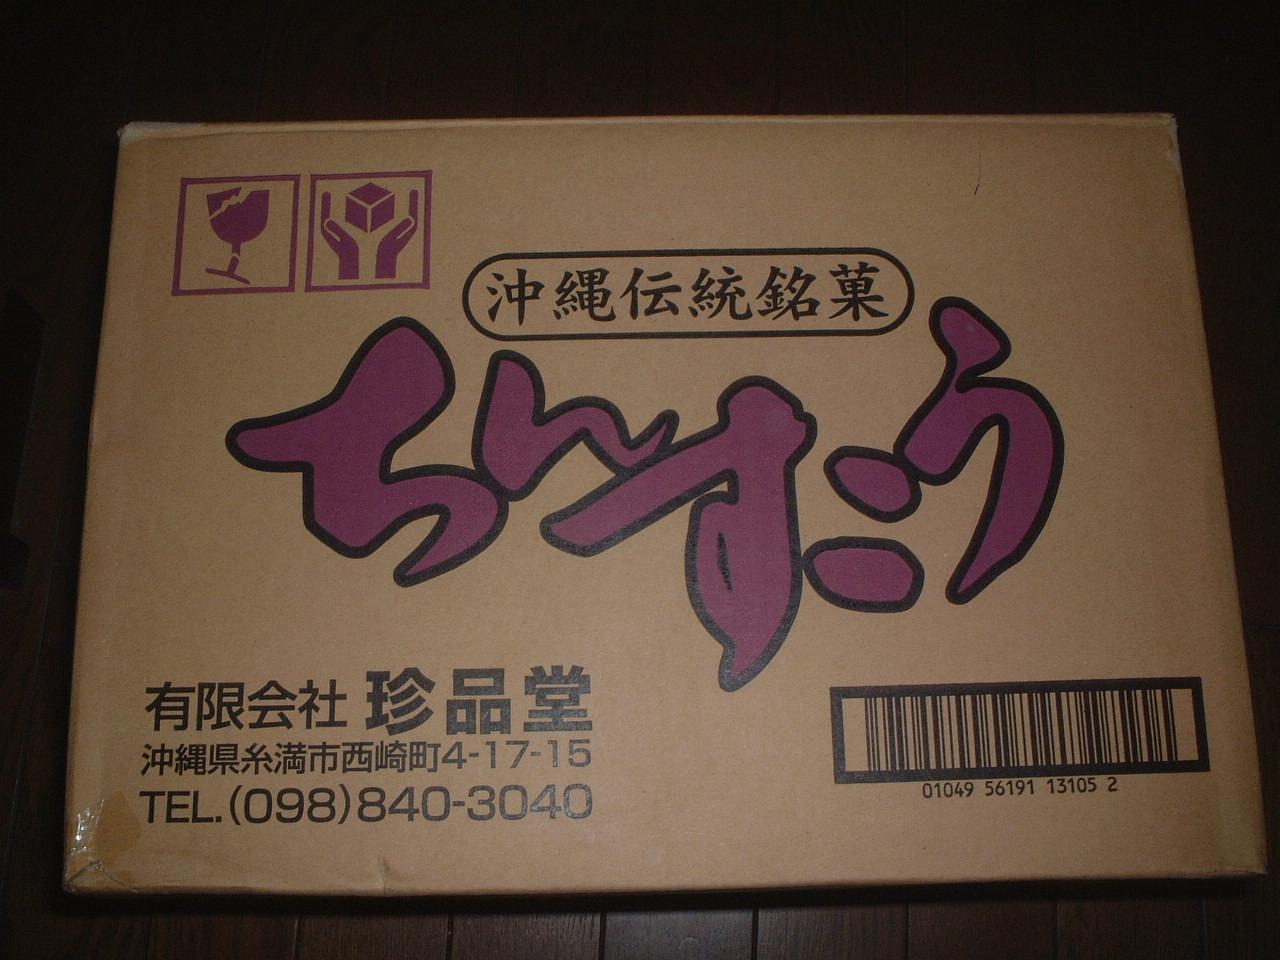 沖縄伝統銘菓
ちんすこう
有限会社 珍品堂
沖縄県糸満市西崎町4-17-15
TEL.(098)840-3040
01049 56191 13105 2